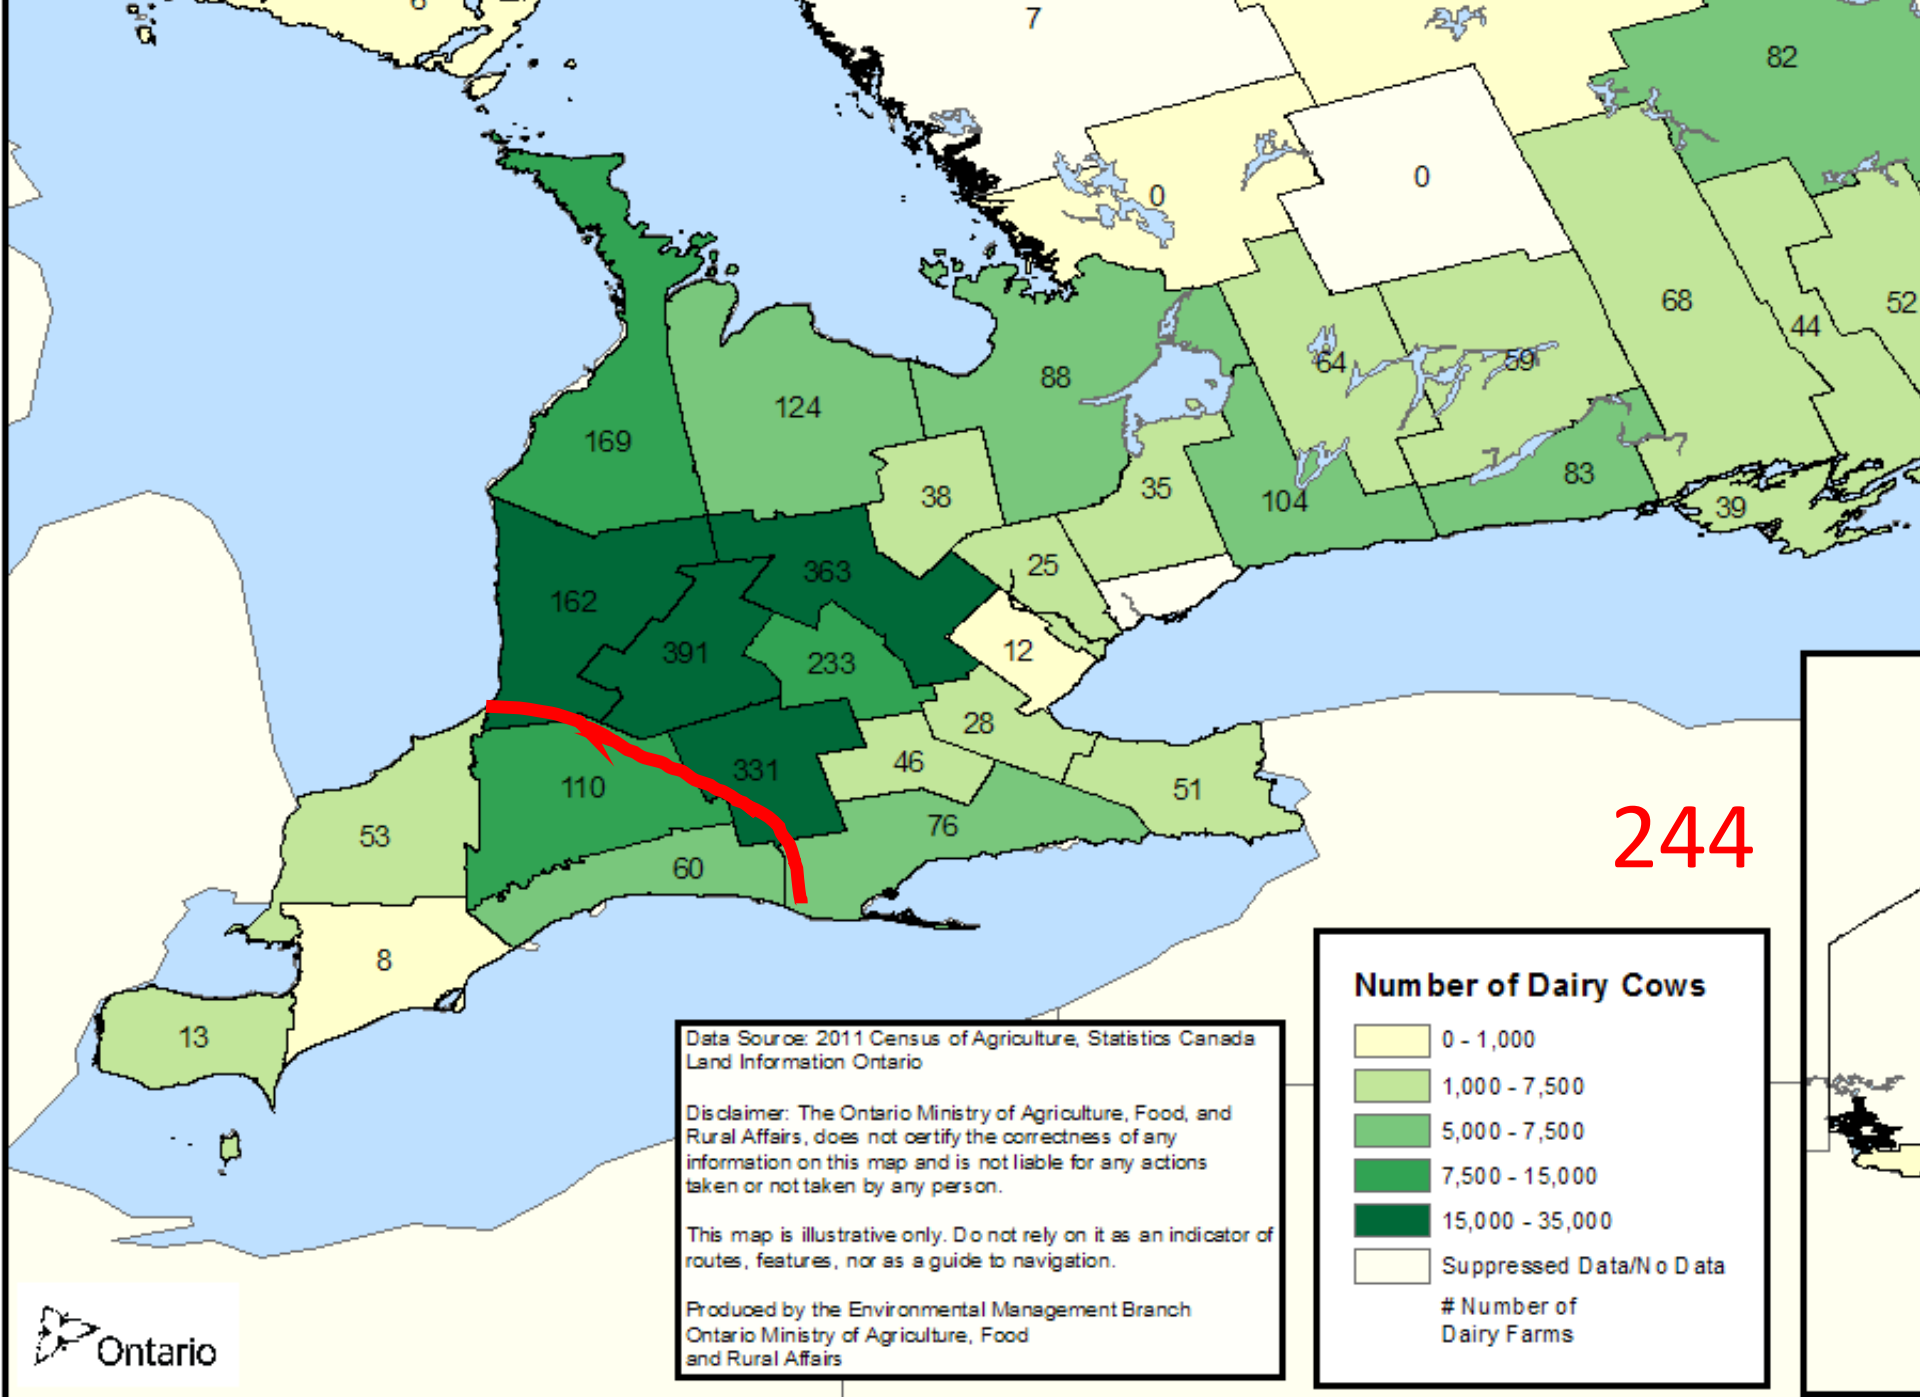 6
7
82
0
0
68
44
52
64
59
88
124
169
38
35
104
83
39
25
363
162
391
233
12
28
46
331
110
51
76
53
60
8
13
244
Number of Dairy Cows
0 - 1,000
1,000 - 7,500
5,000 - 7,500
7,500 - 15,000
15,000 - 35,000
Suppressed Data/No Data
# Number of
Dairy Farms
Data Source: 2011 Census of Agriculture, Statistics Canada
Land Information Ontario
Disclaimer: The Ontario Ministry of Agriculture, Food, and
Rural Affairs, does not certify the correctness of any
information on this map and is not liable for any actions
taken or not taken by any person.
This map is illustrative only. Do not rely on it as an indicator of
routes, features, nor as a guide to navigation.
Produced by the Environmental Management Branch
Ontario Ministry of Agriculture, Food
and Rural Affairs
Ontario